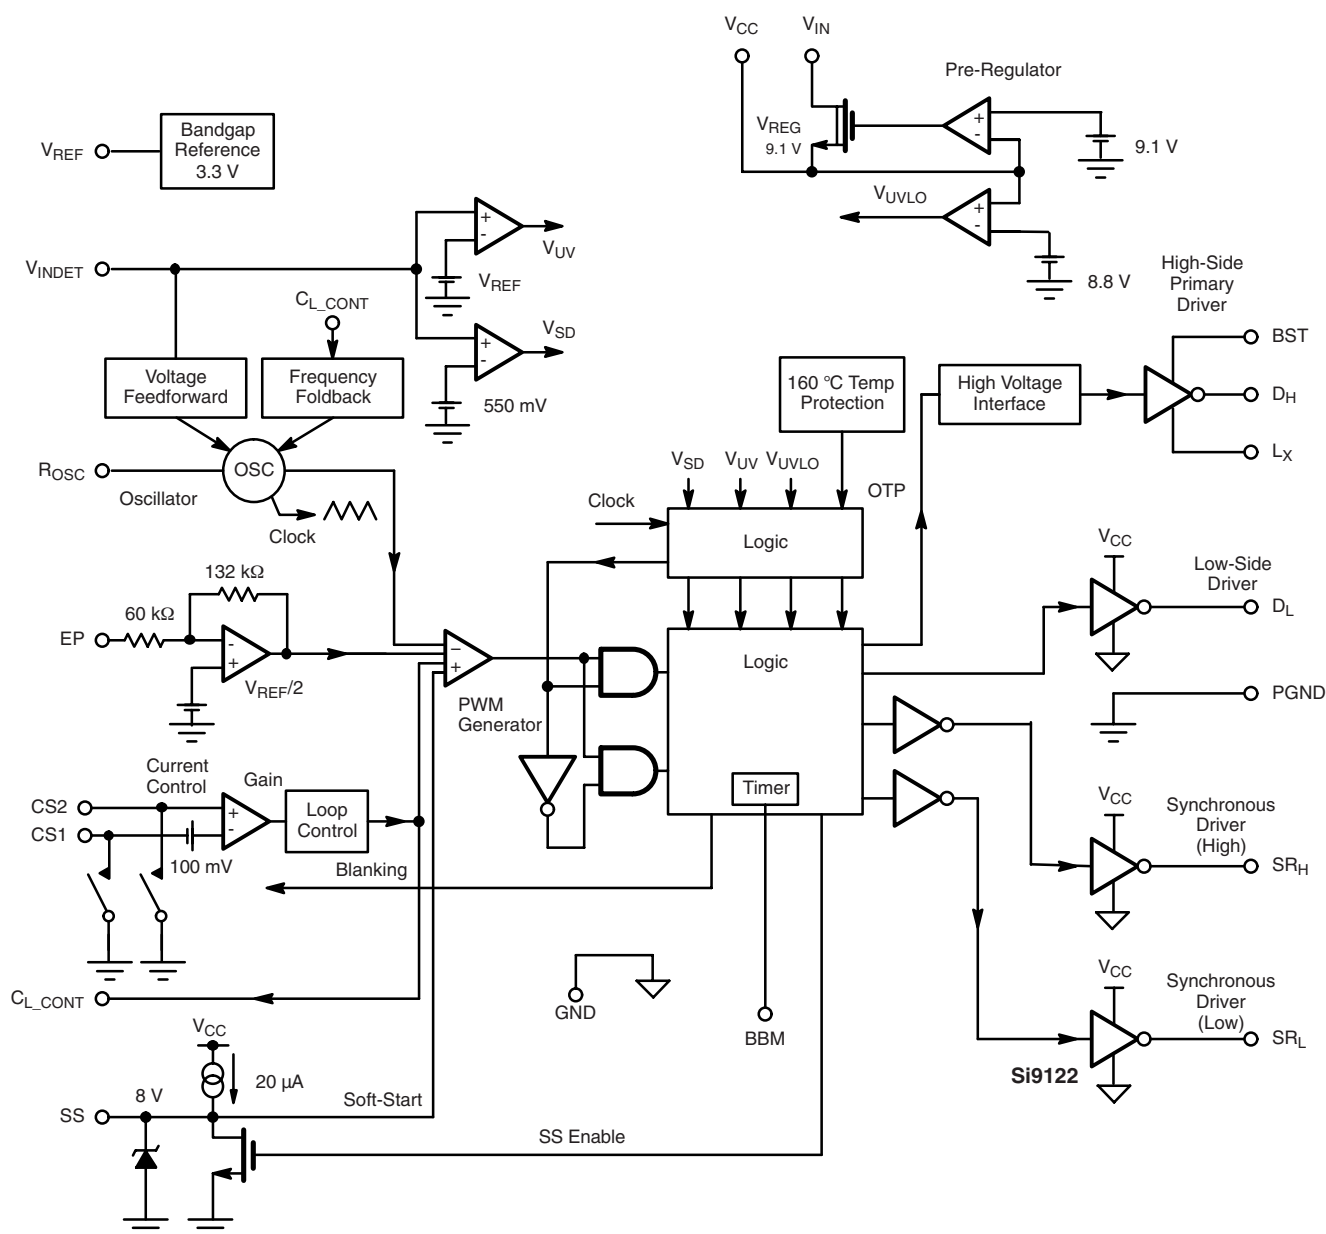 VCC
VIN
Pre-Regulator
VREG
9.1 V
+
-
9.1 V
VREF
Bandgap
Reference
3.3 V
VUVLO
+
-
8.8 V
+
-
VUV
VREF
VINDET
CL_CONT
VSD
+
-
550 mV
Voltage
Feedforward
Frequency
Foldback
High-Side
Primary
Driver
BST
DH
LX
160 °C Temp
Protection
High Voltage
Interface
ROSC
OSC
Oscillator
Clock
VSD
VUV
VUVLO
OTP
Clock
Logic
VCC
Low-Side
Driver
DL
132 kΩ
60 kΩ
EP
-
+
VREF/2
−
+
PWM
Generator
Logic
PGND
Timer
Current
Control
Gain
CS2
CS1
+
-
100 mV
Loop
Control
Blanking
VCC
Synchronous
Driver
(High)
SRH
CL_CONT
GND
BBM
VCC
Synchronous
Driver
(Low)
SRL
Si9122
VCC
20 µA
8 V
SS
Soft-Start
SS Enable